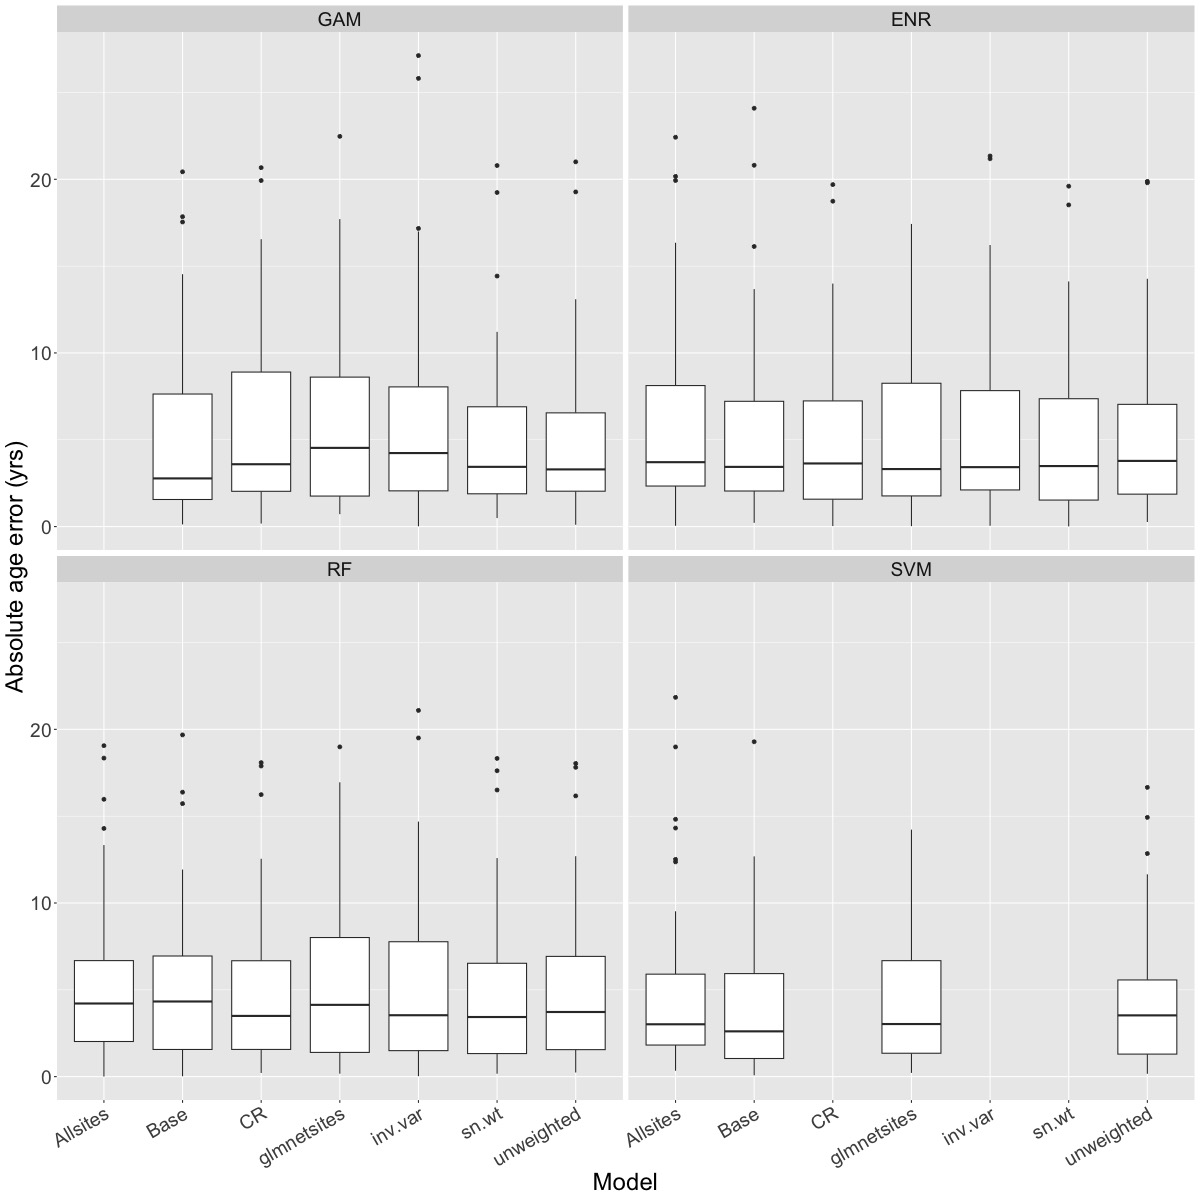 GAM
ENR
20
10
0
RF
SVM
20
10
0
Absolute age error (yrs)
Allsites
Base
CR
glmnetsites
inv.var
sn.wt
unweighted
Allsites
Base
CR
glmnetsites
inv.var
sn.wt
unweighted
Model